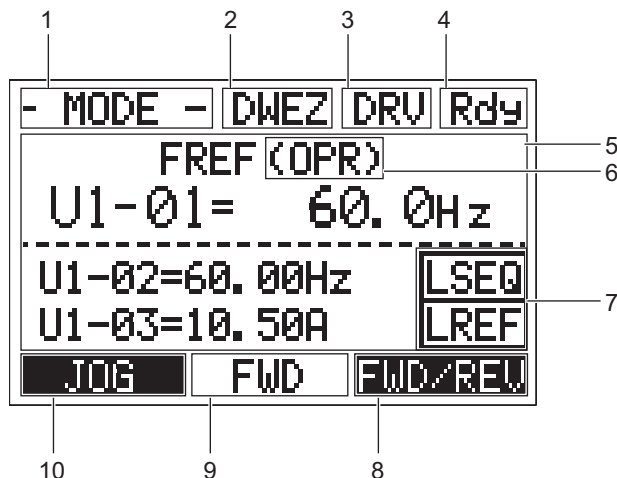 1 2 3 4
- MODE - DWEZ DRV Rdy
5
FREF (OPR)
6
U1-01= 60.0Hz
U1-02=60.00Hz LSEQ
7
U1-03=10.50A LREF
JOG FWD FWD/REV
10 9 8